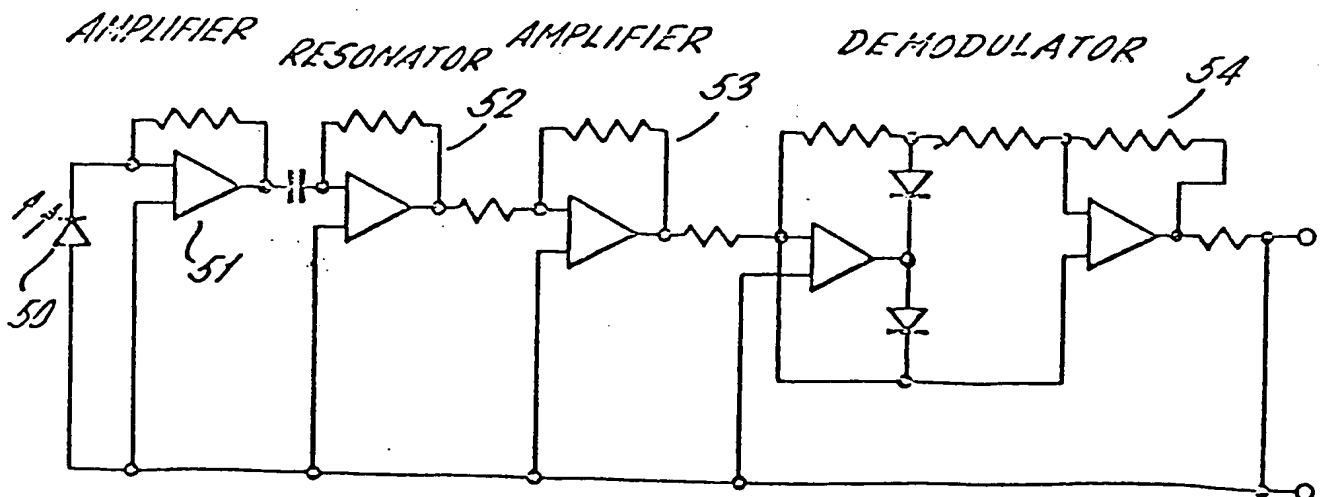 AMPLIFIER
RESONATOR
AMPLIFIER
DEMODULATOR
50
51
52
53
54